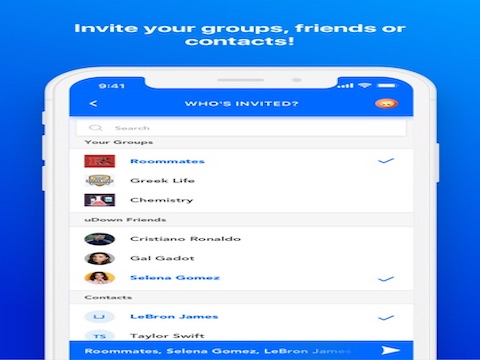 Invite your groups, friends or
contacts!
9:41
WHO'S INVITED?
Search
Your Groups
Roommates
Greek Life
Chemistry
uDown Friends
Cristiano Ronaldo
Gal Gadot
Selena Gomez
Contacts
LJ LeBron James
TS Taylor Swift
Roommates, Selena Gomez, LeBron James